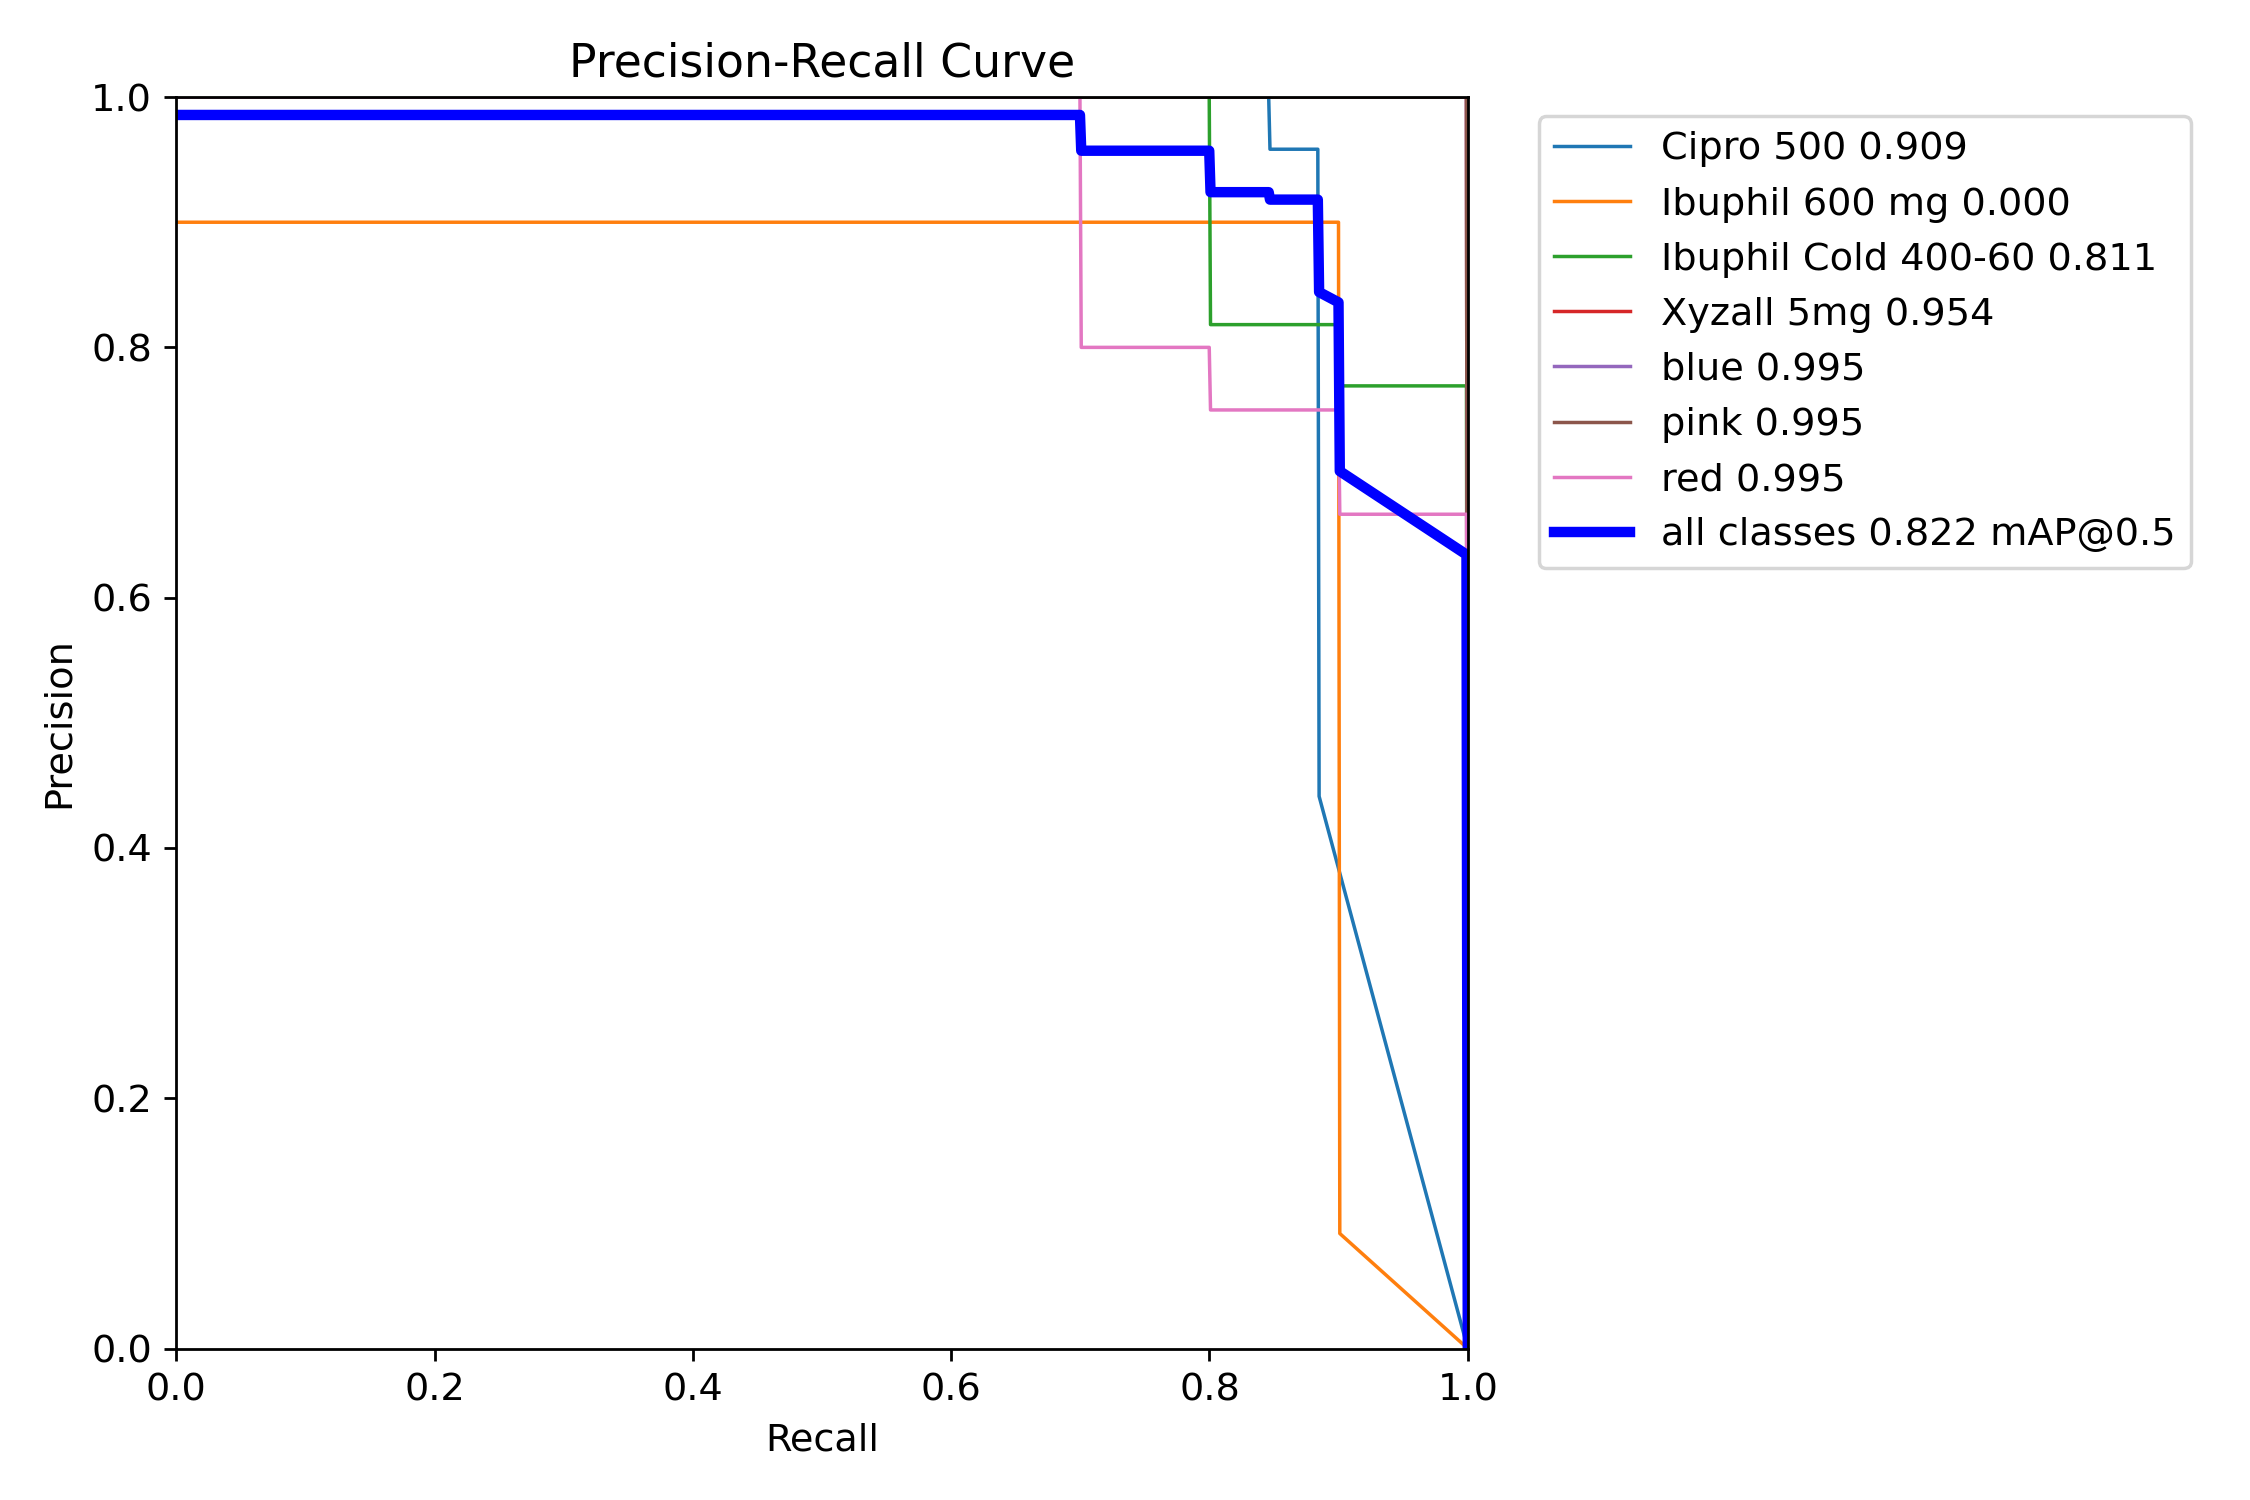 Precision-Recall Curve
1.0
0.8
0.6
0.4
0.2
0.0
Precision
0.0 0.2 0.4 0.6 0.8 1.0
Recall
Cipro 500 0.909
Ibuphil 600 mg 0.000
Ibuphil Cold 400-60 0.811
Xyzall 5mg 0.954
blue 0.995
pink 0.995
red 0.995
all classes 0.822 mAP@0.5